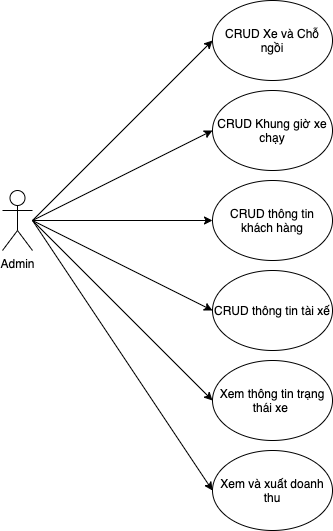 CRUD Xe và Chỗ
ngồi
CRUD Khung giờ xe
chạy
CRUD thông tin
khách hàng
Admin
CRUD thông tin tài xế
Xem thông tin trạng
thái xe
Xem và xuất doanh
thu